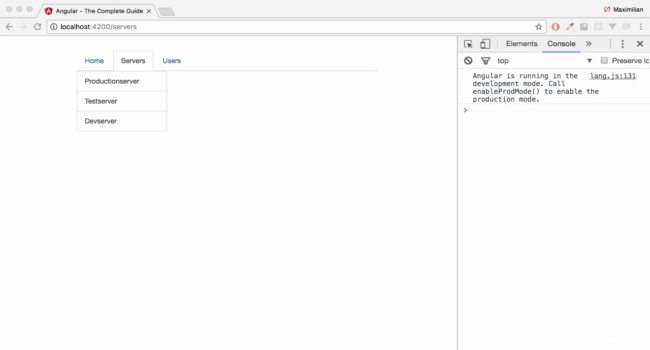 Angular - The Complete Guide
Maximilian
localhost:4200/servers
Home Servers Users
Productionserver
Testserver
Devserver
Elements Console
top Preserve lc
Angular is running in the lang.js:131
development mode. Call
enableProdMode() to enable the
production mode.